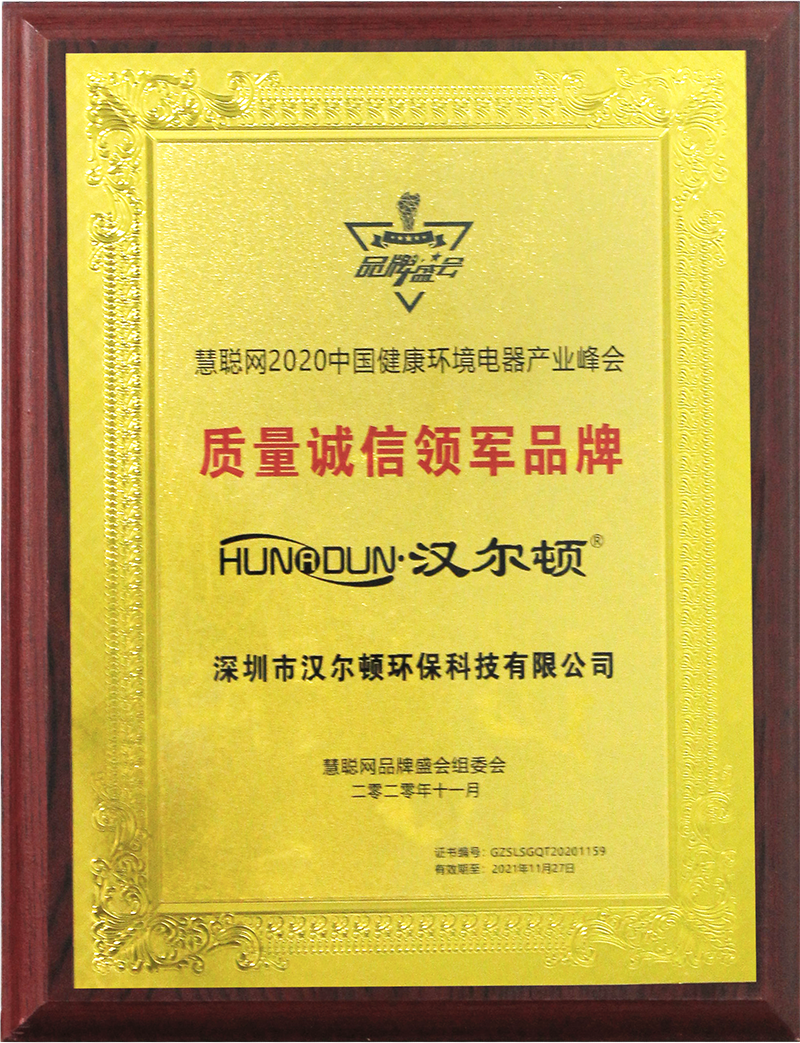 品牌盛会
慧聪网2020中国健康环境电器产业峰会
质量诚信领军品牌
HUNADUN·汉尔顿®
深圳市汉尔顿环保科技有限公司
慧聪网品牌盛会组委会
二零二零年十一月
证书编号：GZSLSGQT20201159
有效期至：2021年11月27日